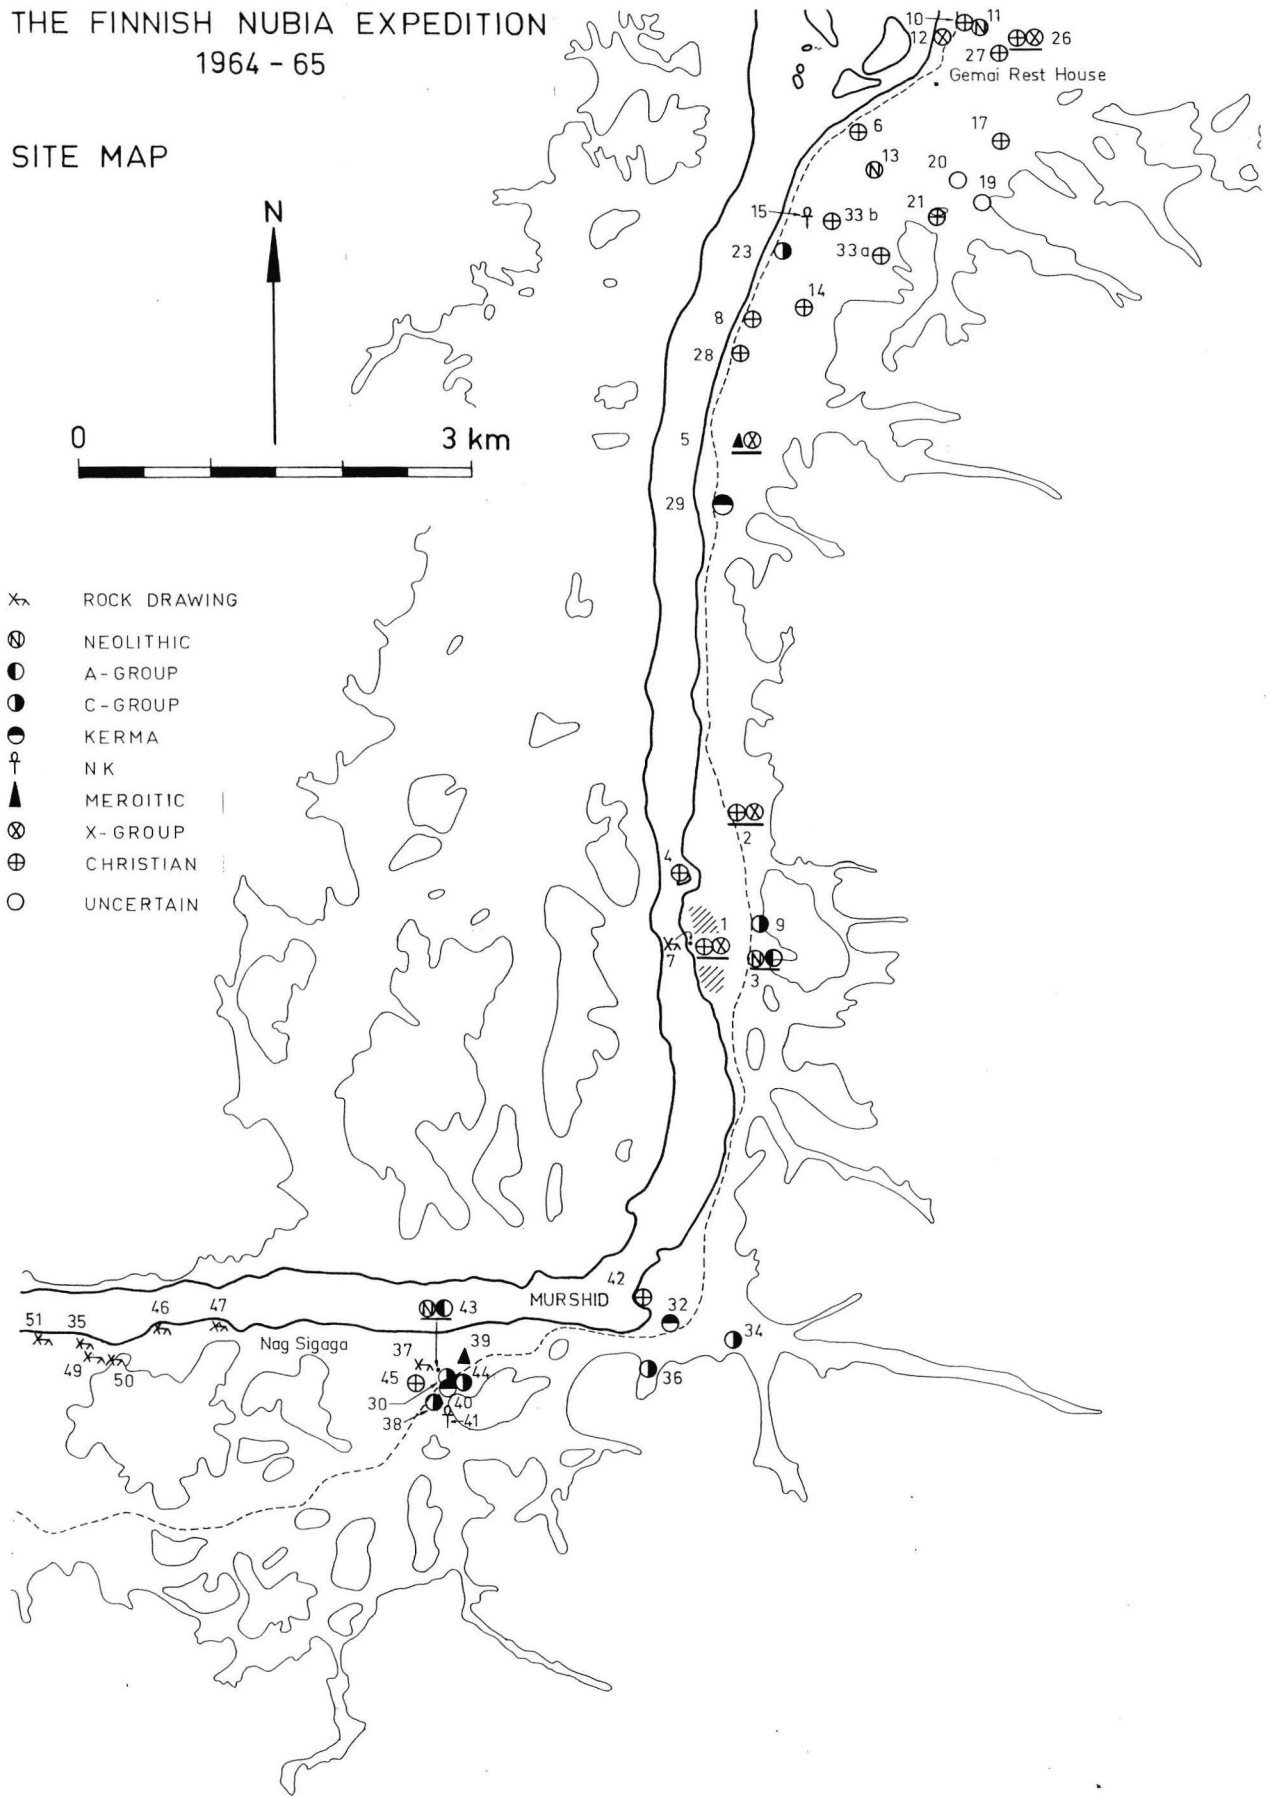 THE FINNISH NUBIA EXPEDITION
1964 - 65
SITE MAP
N
0 3 km
ROCK DRAWING
N NEOLITHIC
A-GROUP
C-GROUP
KERMA
NK
MEROITIC
X-GROUP
CHRISTIAN
UNCERTAIN
10 11
12 26
27
Gemai Rest House
6
17
13
N
20
19
15 33 b
21
23 33a
14
8
28
5
29
2
4
1
9
7
N
3
42
MURSHID
N 43
32
34
51 35 46 47
Nag Sigaga
39
37
49 50
45
44
36
30
40
38
41